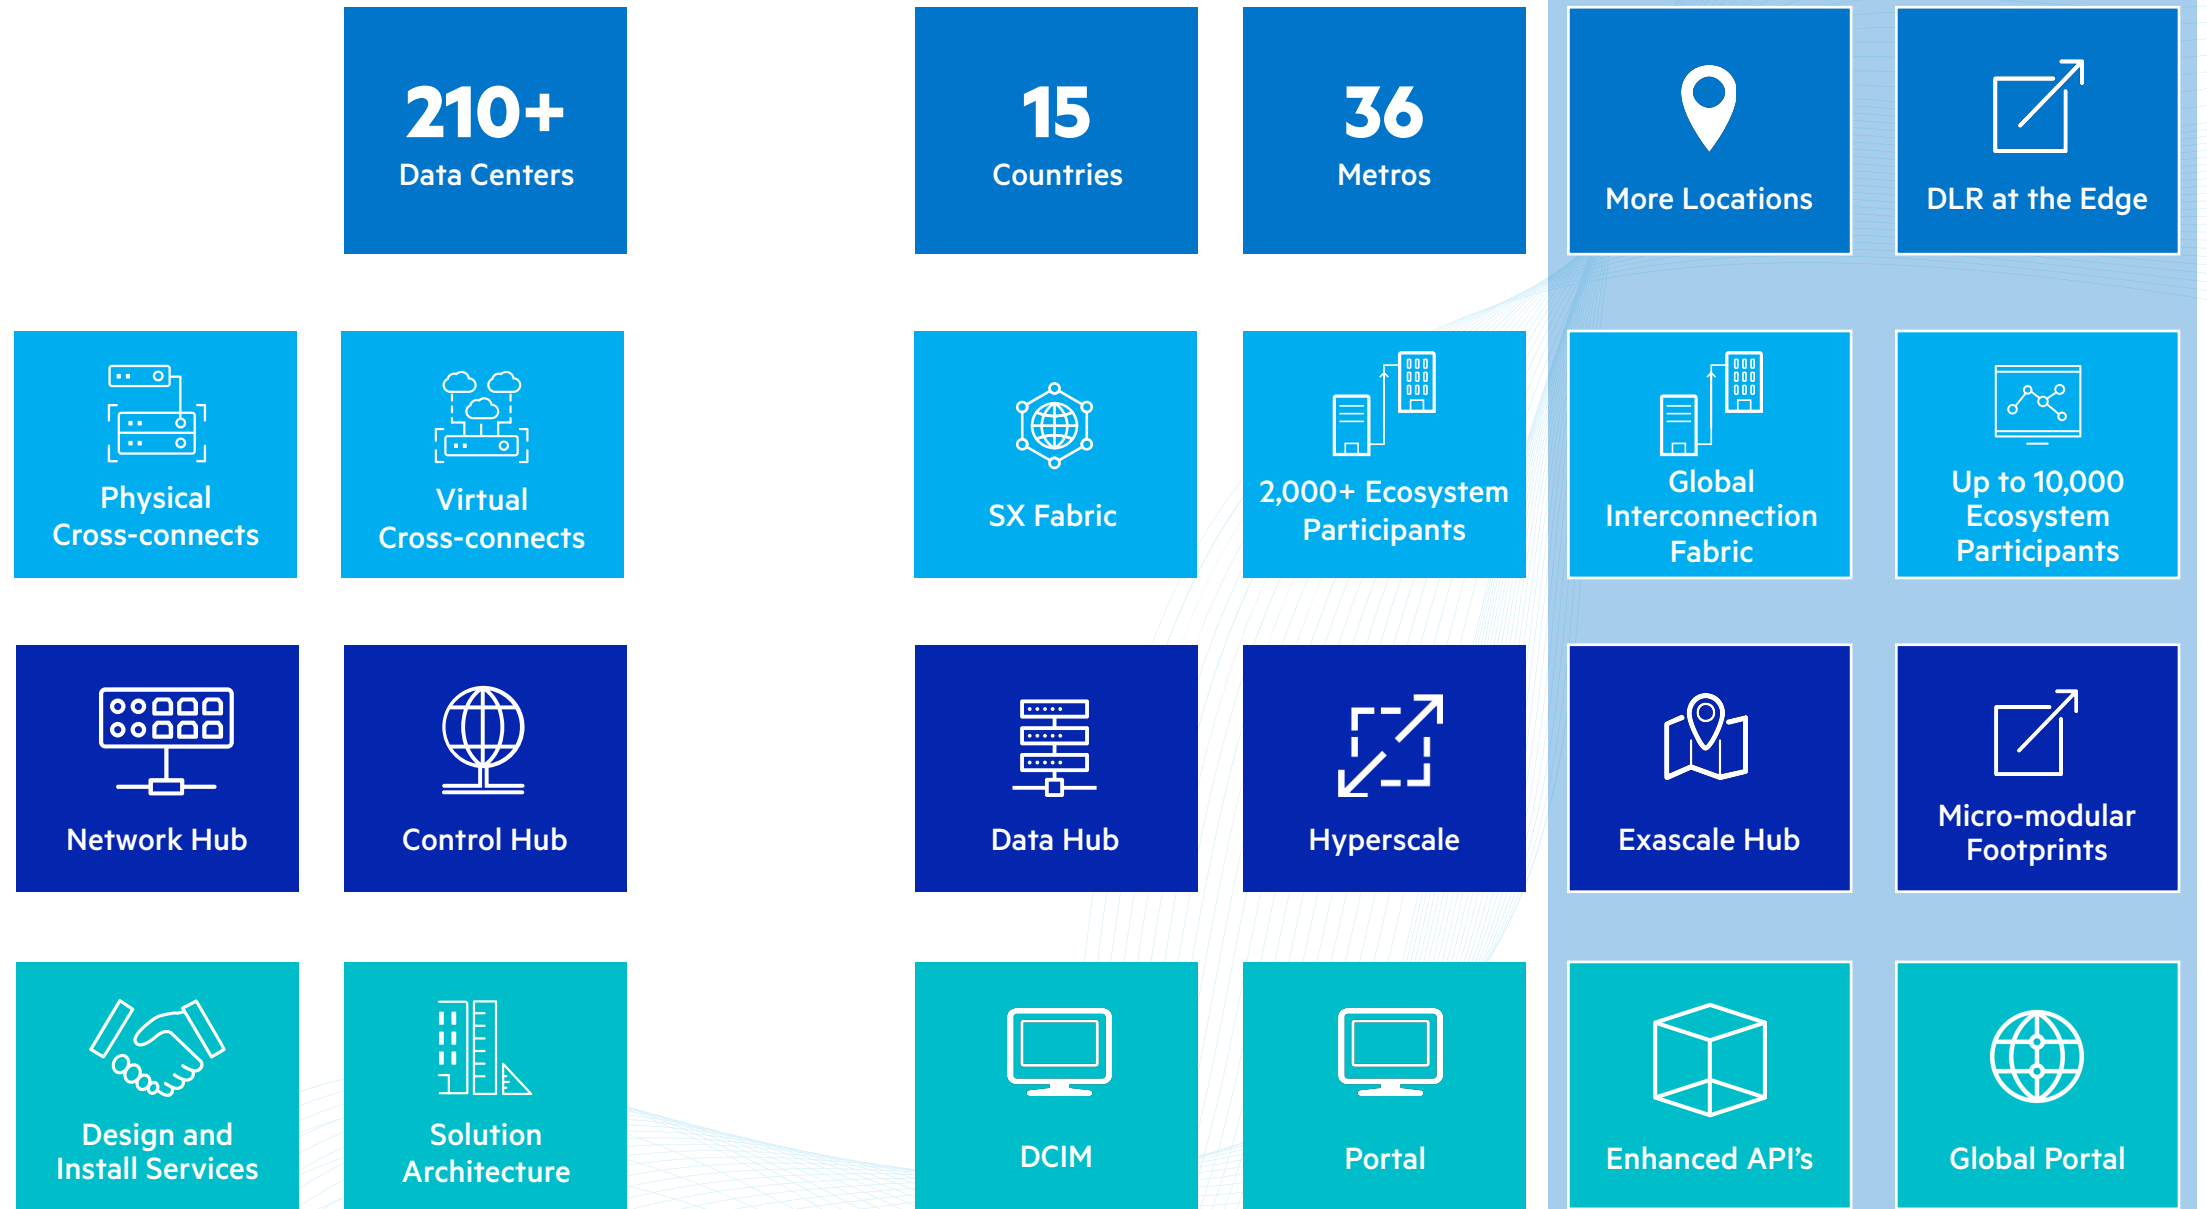 210+
Data Centers
15
Countries
36
Metros
More Locations
DLR at the Edge
Physical
Cross-connects
Virtual
Cross-connects
SX Fabric
2,000+ Ecosystem
Participants
Global
Interconnection
Fabric
Up to 10,000
Ecosystem
Participants
Network Hub
Control Hub
Data Hub
Hyperscale
Exascale Hub
Micro-modular
Footprints
Design and
Install Services
Solution
Architecture
DCIM
Portal
Enhanced API's
Global Portal